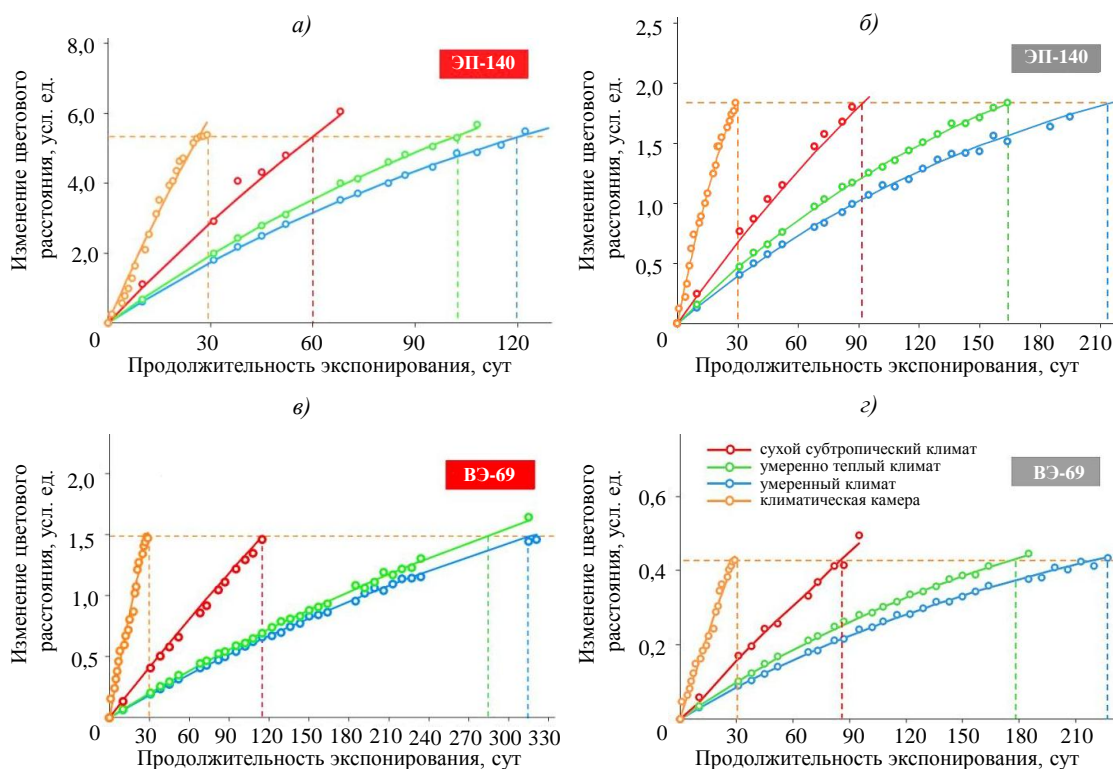 а)
8,0
6,0
4,0
2,0
0
30
60
90
120
ЭП-140
Изменение цветового
расстояния, усл. ед.
Продолжительность экспонирования, сут
б)
2,5
2,0
1,5
1,0
0,5
0
30
60
90
120
150
180
210
ЭП-140
Изменение цветового
расстояния, усл. ед.
Продолжительность экспонирования, сут
в)
2,0
1,5
1,0
0,5
0
30
60
90
120
150
180
210
240
270
300
330
ВЭ-69
Изменение цветового
расстояния, усл. ед.
Продолжительность экспонирования, сут
г)
сухой субтропический климат
умеренно теплый климат
умеренный климат
климатическая камера
ВЭ-69
0,6
0,4
0,2
0
30
60
90
120
150
180
210
Изменение цветового
расстояния, усл. ед.
Продолжительность экспонирования, сут